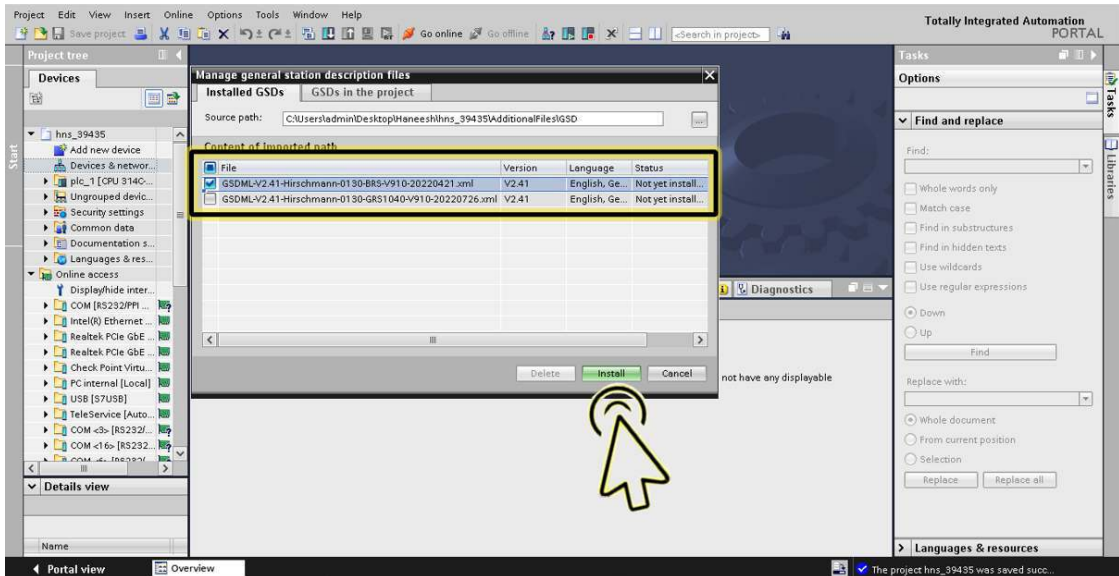 Project Edit View Insert Online Options Tools Window Help
Totally Integrated Automation
PORTAL
Save project
Go online
Go offline
<Search in project>
Project tree
Devices
Start
hns_39435
Add new device
Devices & networ...
plc_1 [CPU 314C-...
Ungrouped devic...
Security settings
Common data
Documentation s...
Languages & res...
Online access
Display/hide inter...
COM [RS232/PPI ...
Intel(R) Ethernet ...
Realtek PCIe GbE ...
Realtek PCIe GbE ...
Check Point Virtu...
PC internal [Local]
USB [S7USB]
TeleService [Auto...
COM <3> [RS232/...
COM <16> [RS232...
Details view
Name
Manage general station description files
Installed GSDs
GSDs in the project
Source path: C:\Users\admin\Desktop\Haneesh\hns_39435\AdditionalFiles\GSD
Content of imported path
File Version Language Status
GSDML-V2.41-Hirschmann-0130-BRS-V910-20220421.xml V2.41 English, Ge... Not yet install...
GSDML-V2.41-Hirschmann-0130-GRS1040-V910-20220726.xml V2.41 English, Ge... Not yet install...
Delete Install Cancel
Diagnostics
not have any displayable
Tasks
Options
Find and replace
Find:
Whole words only
Match case
Find in substructures
Find in hidden texts
Use wildcards
Use regular expressions
Down
Up
Find
Replace with:
Whole document
From current position
Selection
Replace Replace all
Languages & resources
Tasks
Libraries
Portal view
Overview
The project hns_39435 was saved succ...